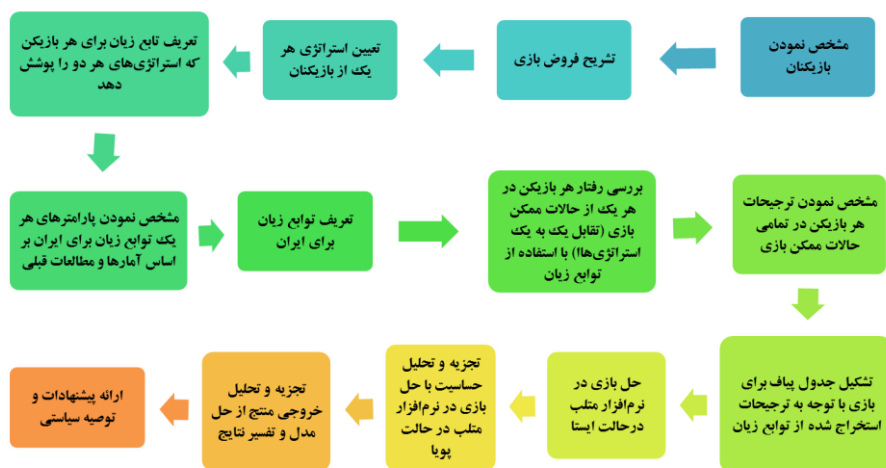 مشخص نمودن
بازیکنان
تشریح فروض بازی
تعیین استراتژی هر
یک از بازیکنان
تعریف تابع زیان برای هر بازیکن
که استراتژی‌های هر دو را پوشش
دهد
مشخص نمودن پارامترهای هر
یک توابع زیان برای ایران بر
اساس آمارها و مطالعات قبلی
تعریف توابع زیان
برای ایران
بررسی رفتار هر بازیکن در
هر یک از حالات ممکن
بازی (تقابل یک به یک
استراتژی‌هاا) با استفاده از
توابع زیان
مشخص نمودن ترجیحات
هر بازیکن در تمامی
حالات ممکن بازی
تشکیل جدول پیاف برای
بازی با توجه به ترجیحات
استخراج شده از توابع زیان
حل بازی در
نرم‌افزار متلب
درحالت ایستا
تجزیه و تحلیل
حساسیت با حل
بازی در نرم‌افزار
متلب در حالت
پویا
تجزیه و تحلیل
خروجی منتج از حل
مدل و تفسیر نتایج
ارائه پیشنهادات و
توصیه سیاستی